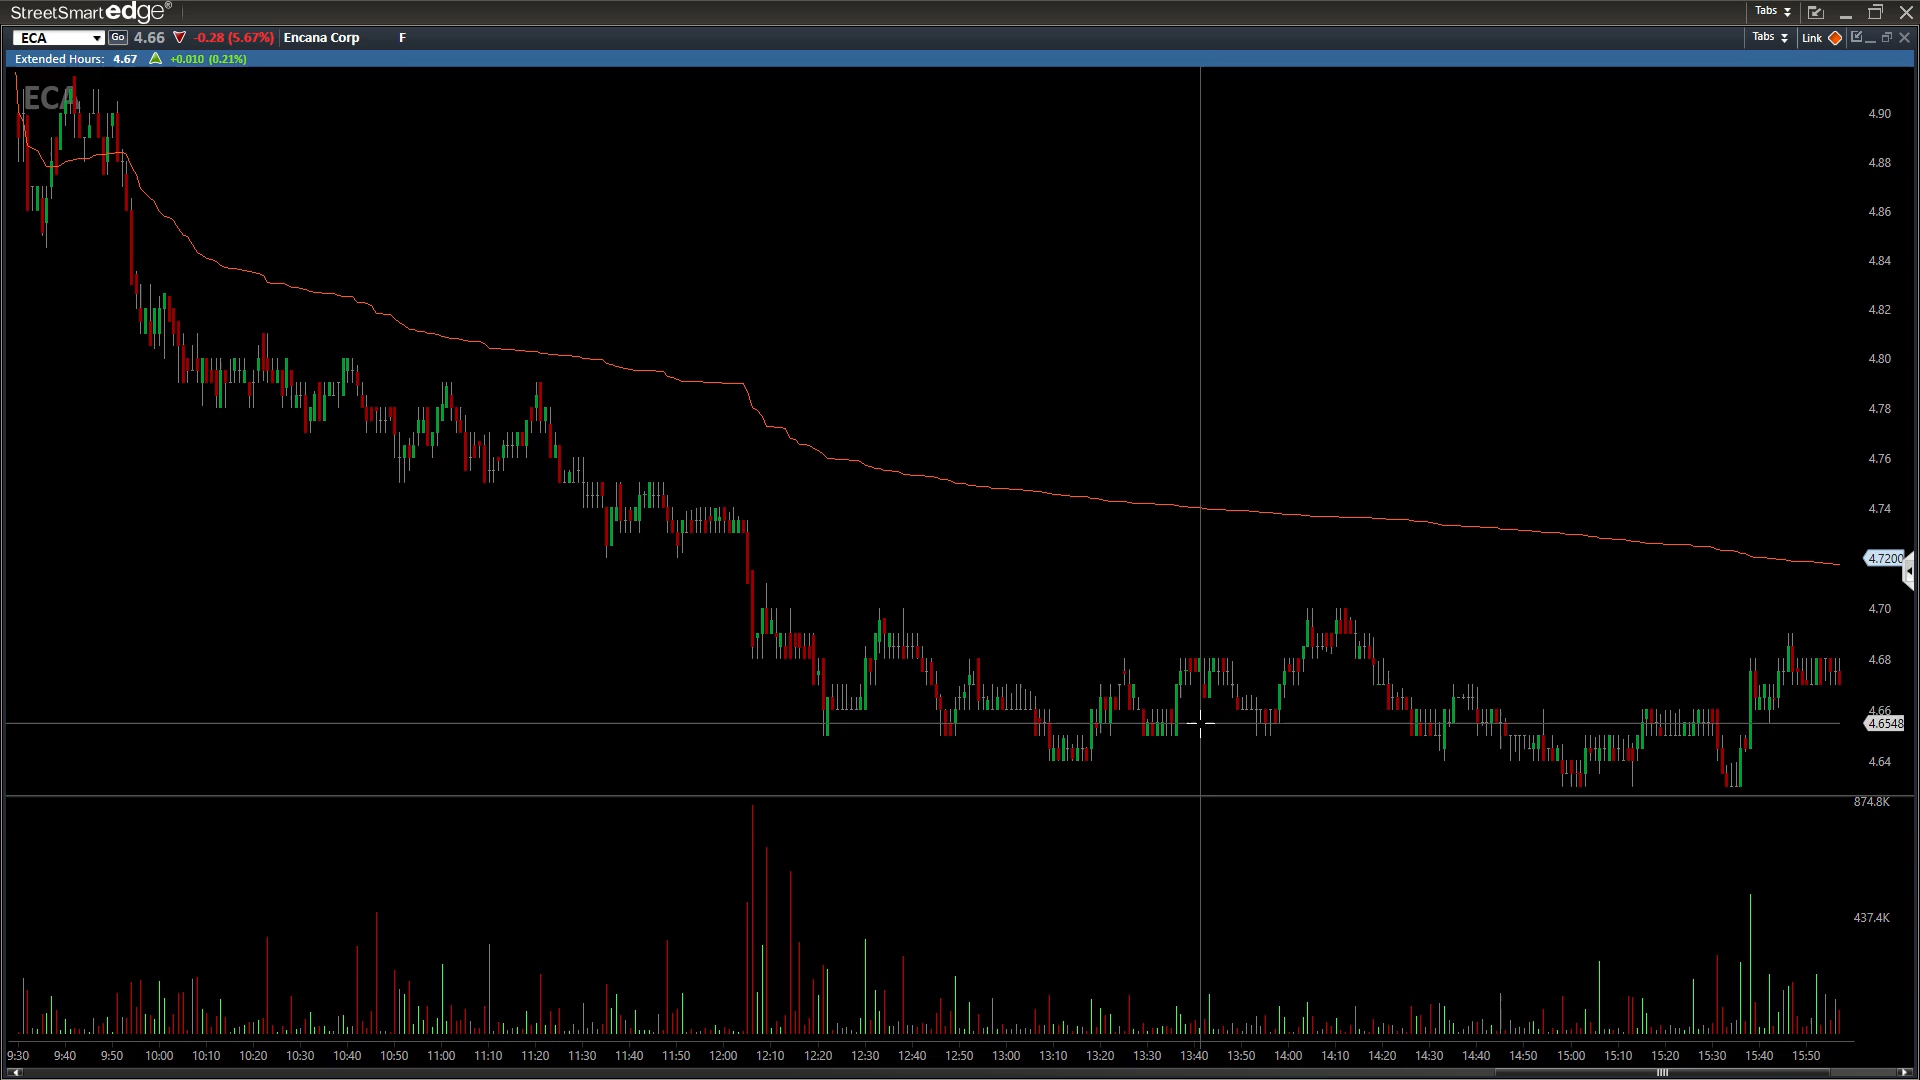 StreetSmart edge®
Tabs
ECA Go 4.66 -0.28 (5.67%) Encana Corp F
Tabs Link
Extended Hours: 4.67 +0.010 (0.21%)
ECA
4.90
4.88
4.86
4.84
4.82
4.80
4.78
4.76
4.74
4.7200
4.70
4.68
4.66
4.6548
4.64
874.8K
437.4K
9:30 9:40 9:50 10:00 10:10 10:20 10:30 10:40 10:50 11:00 11:10 11:20 11:30 11:40 11:50 12:00 12:10 12:20 12:30 12:40 12:50 13:00 13:10 13:20 13:30 13:40 13:50 14:00 14:10 14:20 14:30 14:40 14:50 15:00 15:10 15:20 15:30 15:40 15:50